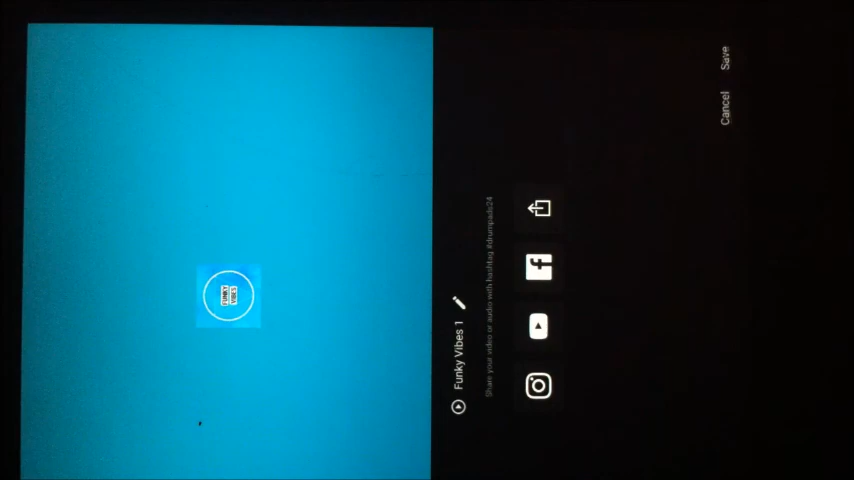 FUNKY
VIBES
Funky Vibes 1
Share your video or audio with hashtag #drumpads24
Cancel Save